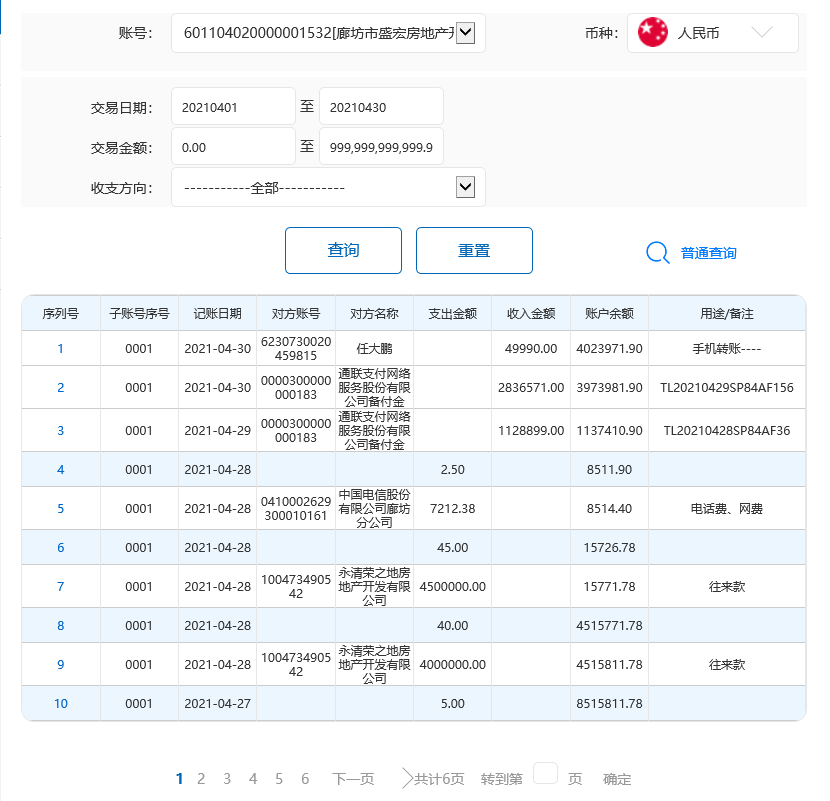 账号: 601104020000001532[廊坊市盛宏房地产开 币种: 人民币
交易日期: 20210401 至 20210430
交易金额: 0.00 至 999,999,999,999.9
收支方向: -----------全部-----------
查询 重置 普通查询
序列号 子账号序号 记账日期 对方账号 对方名称 支出金额 收入金额 账户余额 用途/备注
1 0001 2021-04-30 6230730020459815 任大鹏 49990.00 4023971.90 手机转账----
2 0001 2021-04-30 0000300000000183 通联支付网络服务股份有限公司备付金 2836571.00 3973981.90 TL20210429SP84AF156
3 0001 2021-04-29 0000300000000183 通联支付网络服务股份有限公司备付金 1128899.00 1137410.90 TL20210428SP84AF36
4 0001 2021-04-28 2.50 8511.90
5 0001 2021-04-28 0410002629300010161 中国电信股份有限公司廊坊分公司 7212.38 8514.40 电话费、网费
6 0001 2021-04-28 45.00 15726.78
7 0001 2021-04-28 100473490542 永清荣之地房地产开发有限公司 4500000.00 15771.78 往来款
8 0001 2021-04-28 40.00 4515771.78
9 0001 2021-04-28 100473490542 永清荣之地房地产开发有限公司 4000000.00 4515811.78 往来款
10 0001 2021-04-27 5.00 8515811.78
1 2 3 4 5 6 下一页 共计6页 转到第 页 确定